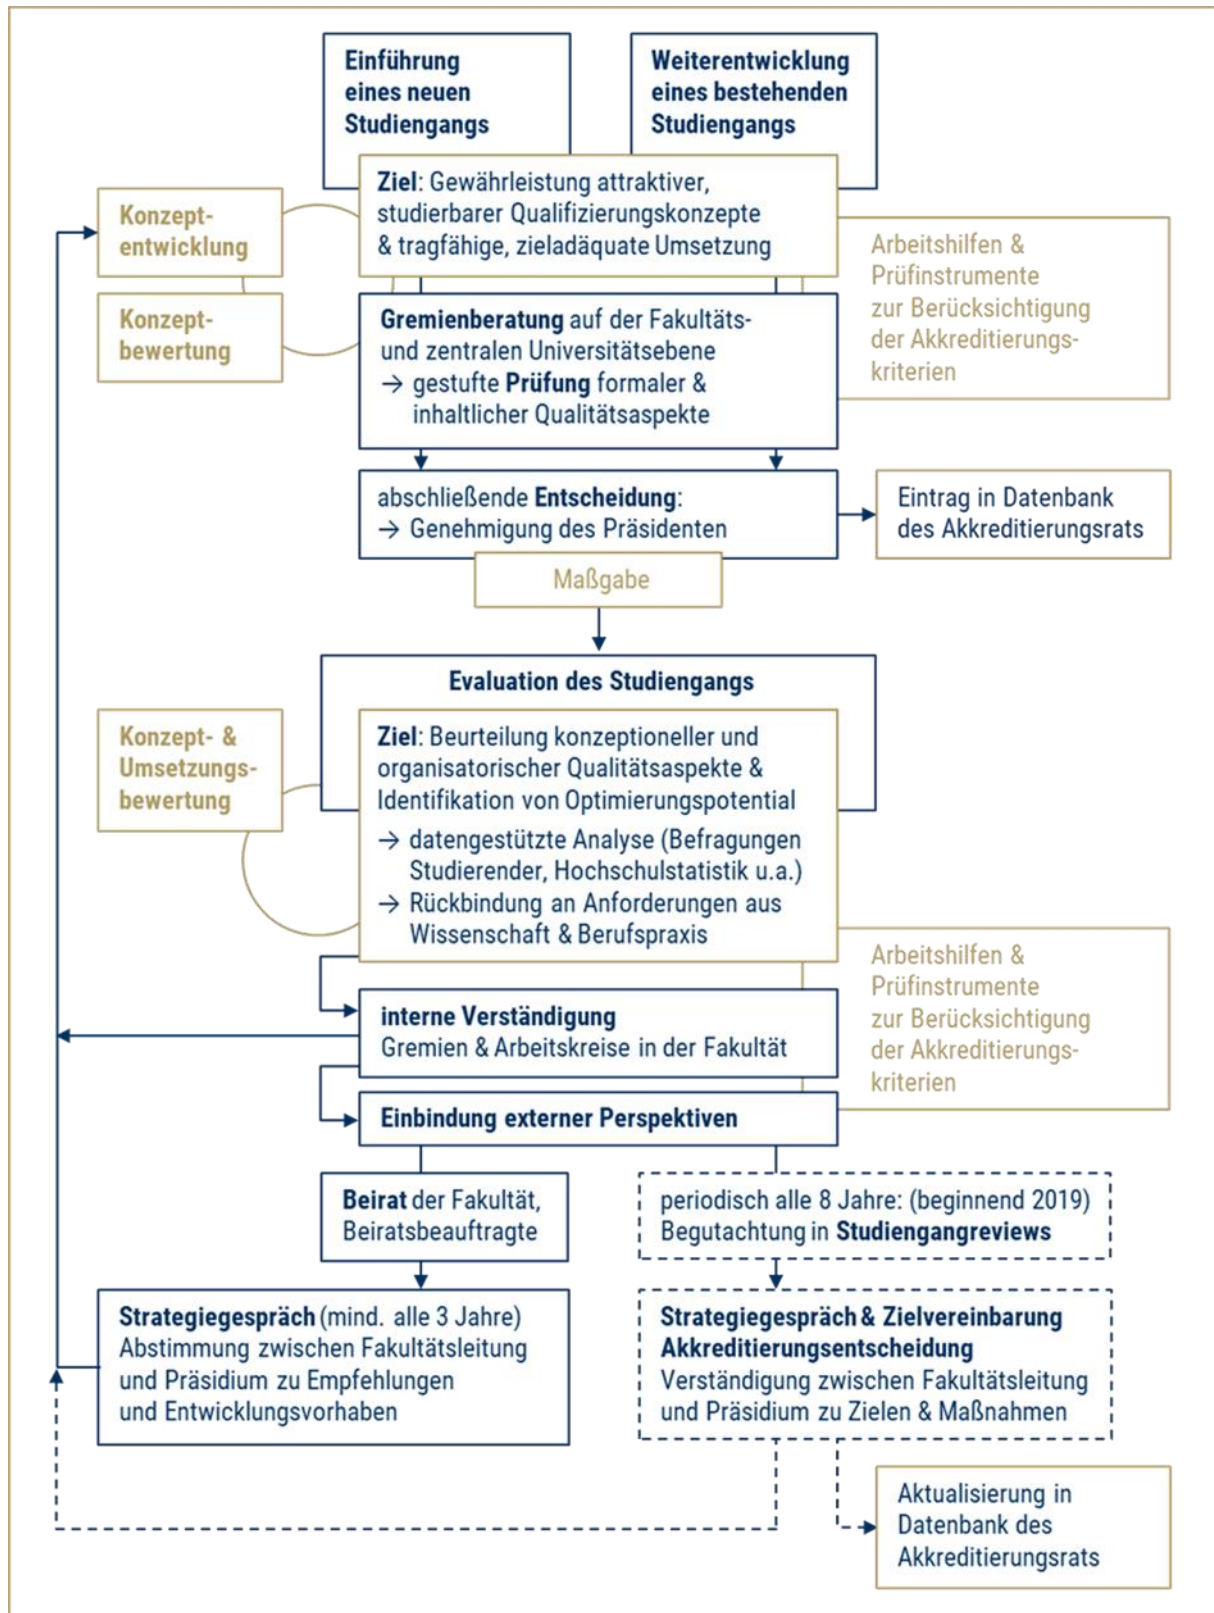 Einführung
eines neuen
Studiengangs
Weiterentwicklung
eines bestehenden
Studiengangs
Ziel: Gewährleistung attraktiver,
studierbarer Qualifizierungskonzepte
& tragfähige, zieladäquate Umsetzung
Konzept-
entwicklung
Konzept-
bewertung
Arbeitshilfen &
Prüfinstrumente
zur Berücksichtigung
der Akkreditierungs-
kriterien
Gremienberatung auf der Fakultäts-
und zentralen Universitätsebene
→ gestufte Prüfung formaler &
inhaltlicher Qualitätsaspekte
abschließende Entscheidung:
→ Genehmigung des Präsidenten
Eintrag in Datenbank
des Akkreditierungsrats
Maßgabe
Evaluation des Studiengangs
Konzept- &
Umsetzungs-
bewertung
Ziel: Beurteilung konzeptioneller und
organisatorischer Qualitätsaspekte &
Identifikation von Optimierungspotential
→ datengestützte Analyse (Befragungen
Studierender, Hochschulstatistik u.a.)
→ Rückbindung an Anforderungen aus
Wissenschaft & Berufspraxis
Arbeitshilfen &
Prüfinstrumente
zur Berücksichtigung
der Akkreditierungs-
kriterien
interne Verständigung
Gremien & Arbeitskreise in der Fakultät
Einbindung externer Perspektiven
Beirat der Fakultät,
Beiratsbeauftragte
periodisch alle 8 Jahre: (beginnend 2019)
Begutachtung in Studiengangreviews
Strategiegespräch (mind. alle 3 Jahre)
Abstimmung zwischen Fakultätsleitung
und Präsidium zu Empfehlungen
und Entwicklungsvorhaben
Strategiegespräch & Zielvereinbarung
Akkreditierungsentscheidung
Verständigung zwischen Fakultätsleitung
und Präsidium zu Zielen & Maßnahmen
Aktualisierung in
Datenbank des
Akkreditierungsrats